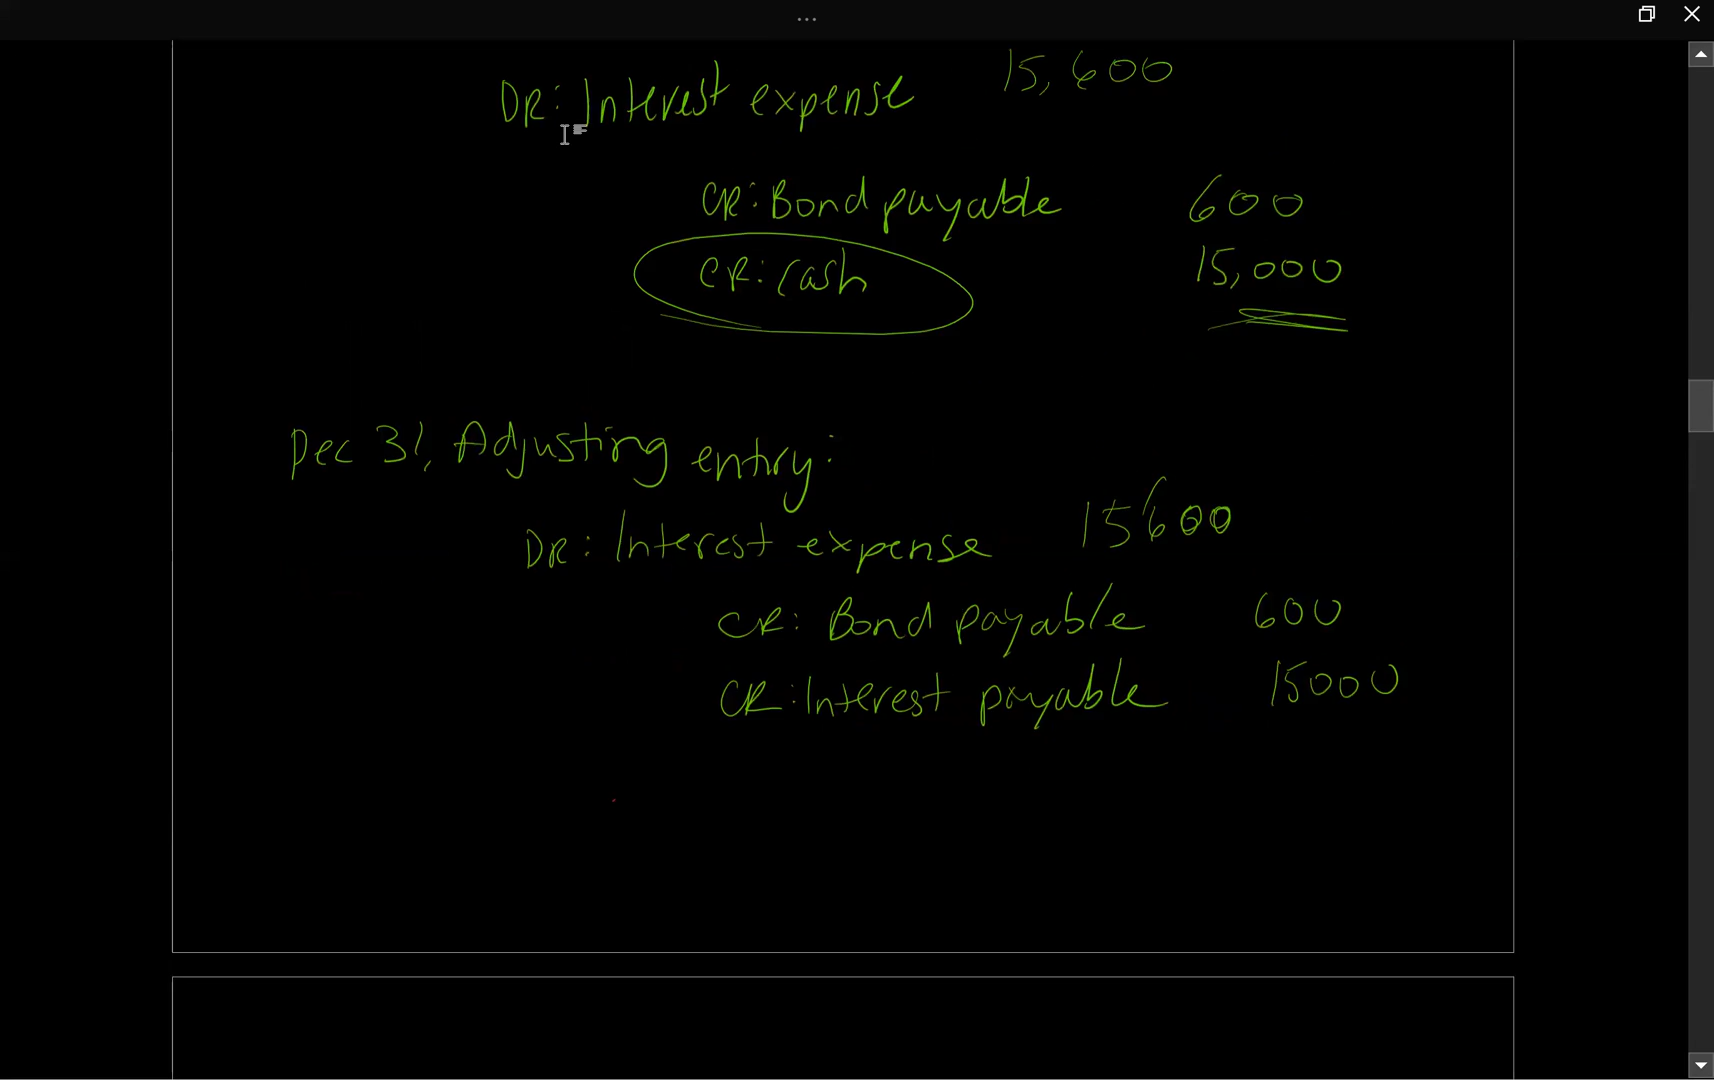 DR: Interest expense 15,600
CR: Bond payable 600
CR: Cash 15,000
Dec 31, Adjusting entry:
DR: Interest expense 15600
CR: Bond payable 600
CR: Interest payable 15000